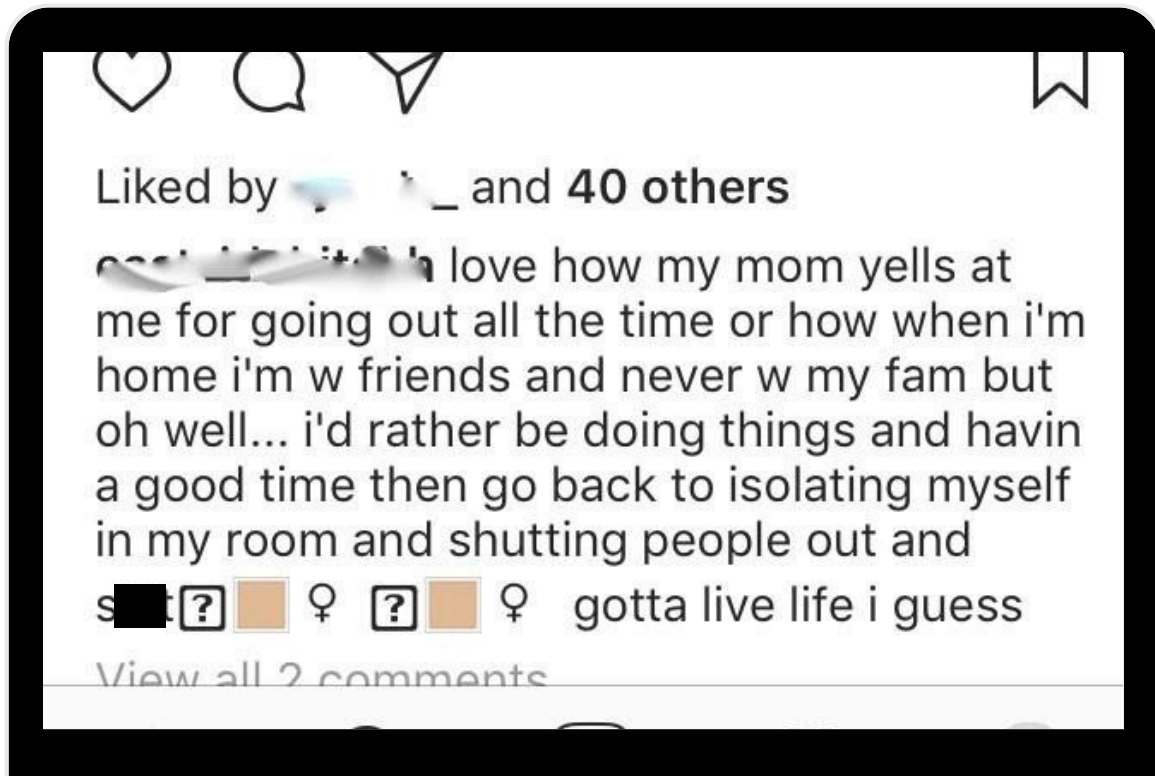 Liked by and 40 others
love how my mom yells at
me for going out all the time or how when i'm
home i'm w friends and never w my fam but
oh well... i'd rather be doing things and havin
a good time then go back to isolating myself
in my room and shutting people out and
♀ ♀ gotta live life i guess
View all 2 comments